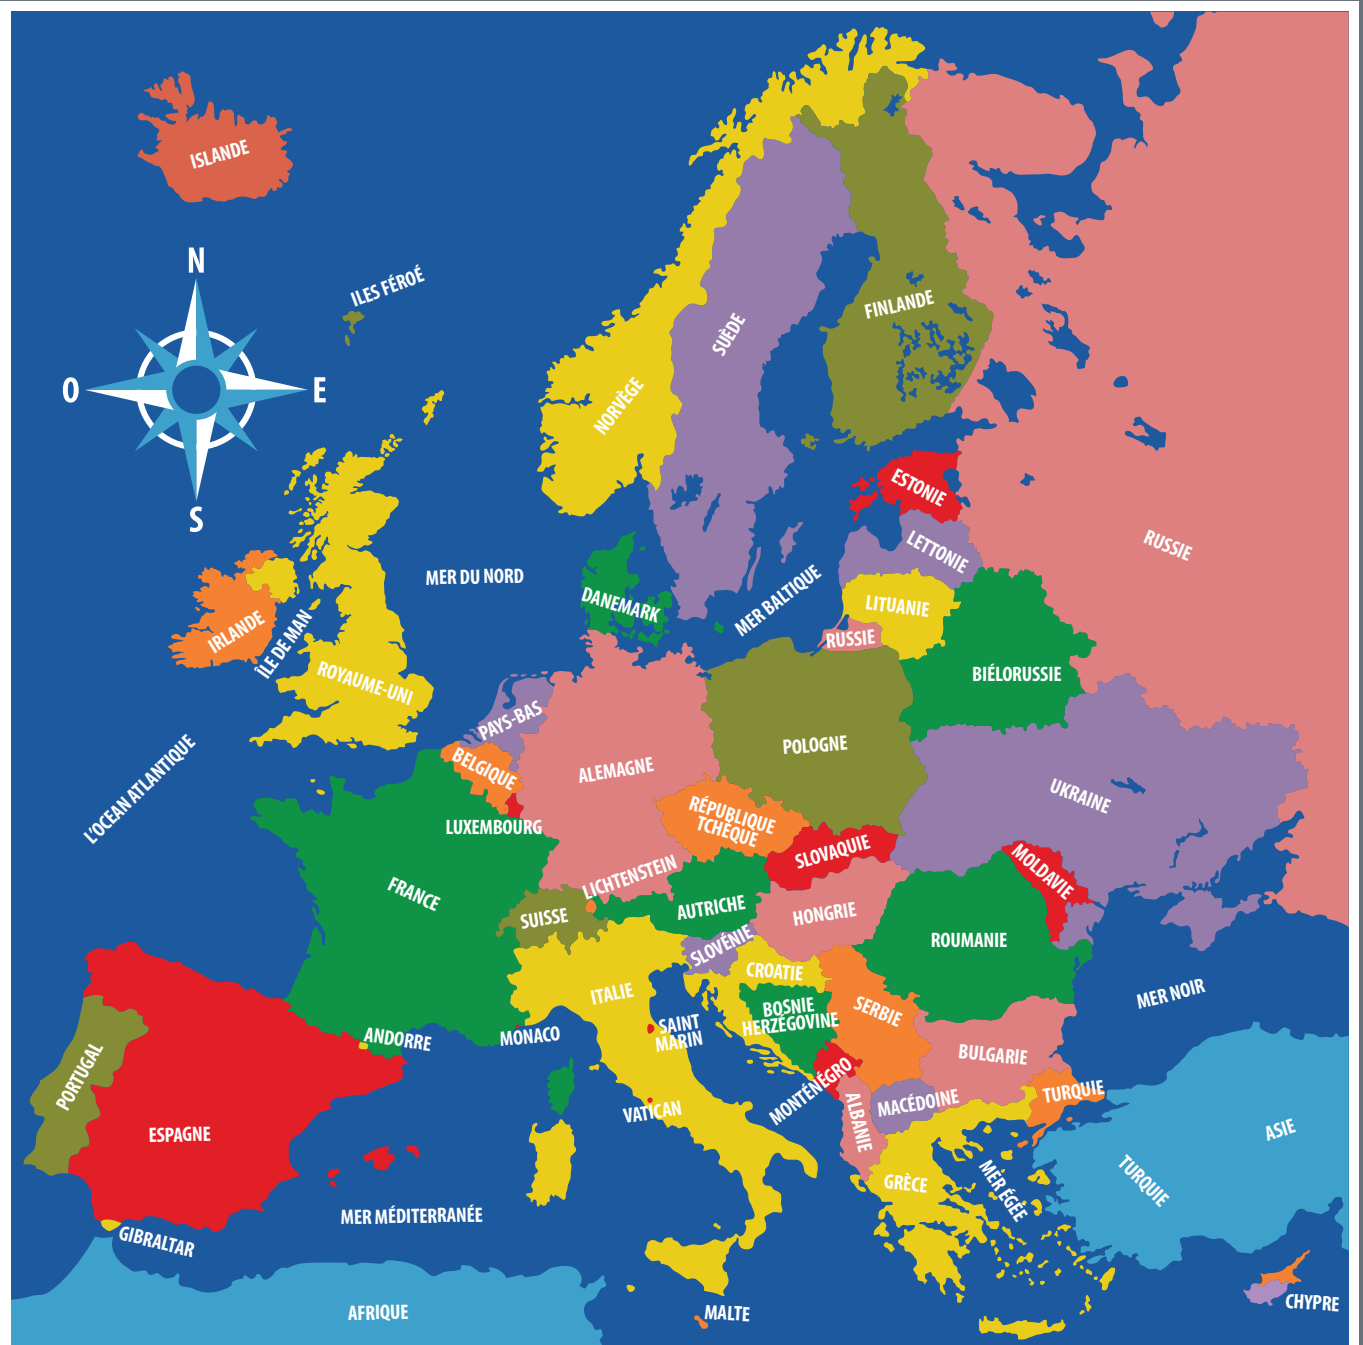 ISLANDE
N
ILES FÉROÉ
FINLANDE
SUÈDE
O
E
NORVÈGE
ESTONIE
S
LETTONIE
RUSSIE
MER DU NORD
MER BALTIQUE
DANEMARK
LITUANIE
IRLANDE
ÎLE DE MAN
RUSSIE
BIÉLORUSSIE
ROYAUME-UNI
PAYS-BAS
POLOGNE
L'OCEAN ATLANTIQUE
BELGIQUE
ALEMAGNE
UKRAINE
RÉPUBLIQUE
TCHÈQUE
LUXEMBOURG
SLOVAQUIE
MOLDAVIE
FRANCE
LICHTENSTEIN
SUISSE
AUTRICHE
HONGRIE
ROUMANIE
SLOVÉNIE
CROATIE
ITALIE
MER NOIR
BOSNIE
HERZÉGOVINE
SERBIE
SAINT
MARIN
MONACO
ANDORRE
BULGARIE
PORTUGAL
MONTÉNÉGRO
TURQUIE
VATICAN
MACÉDOINE
ALBANIE
ESPAGNE
ASIE
TURQUIE
GRÈCE
MER ÉGÉE
MER MÉDITERRANÉE
GIBRALTAR
AFRIQUE
MALTE
CHYPRE